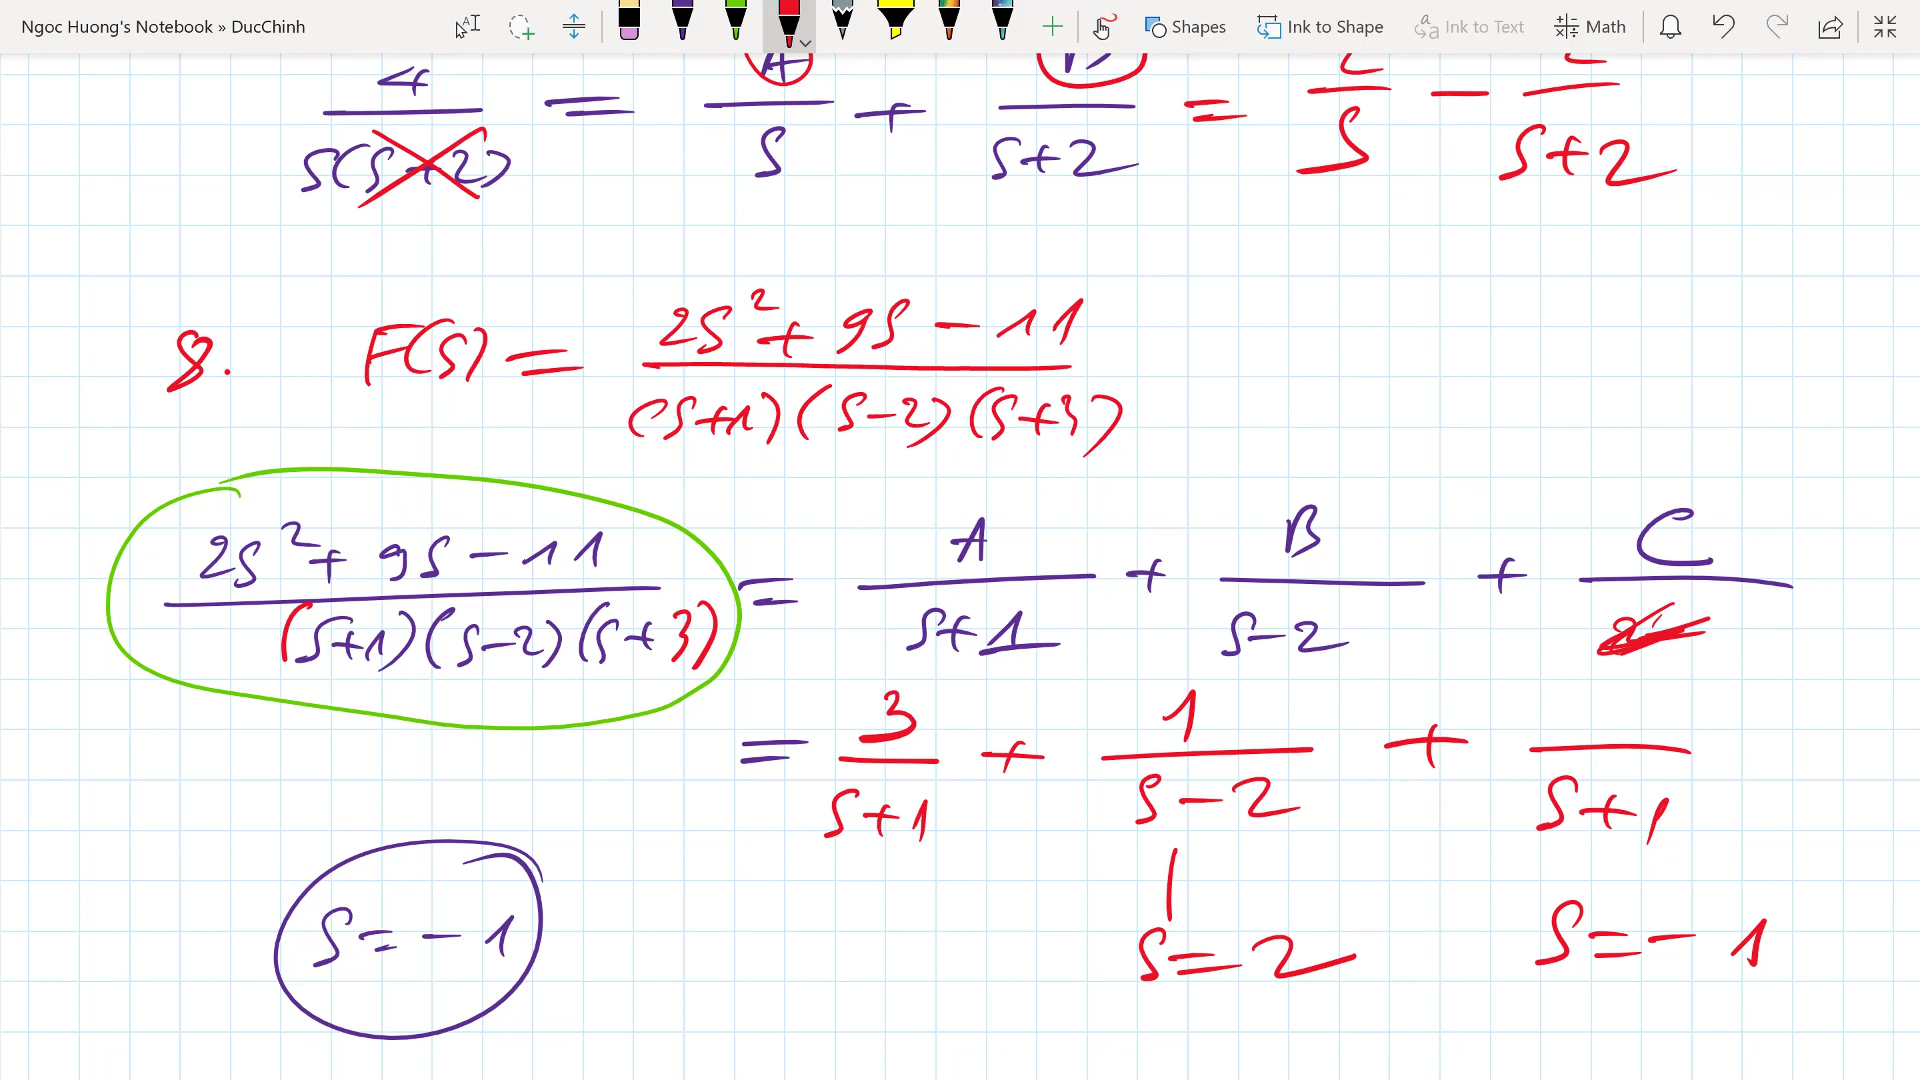 Ngoc Huong's Notebook » DucChinh
Shapes Ink to Shape Ink to Text Math
4/(s(s+2)) = A/s + B/(s+2) = 2/s − 2/(s+2)
8. F(s) = (2s² + 9s − 11)/((s+1)(s−2)(s+3))
(2s² + 9s − 11)/((s+1)(s−2)(s+3)) = A/(s+1) + B/(s−2) + C/
= 3/(s+1) + 1/(s−2) + /(s+1)
s = −1
s = 2
s = −1